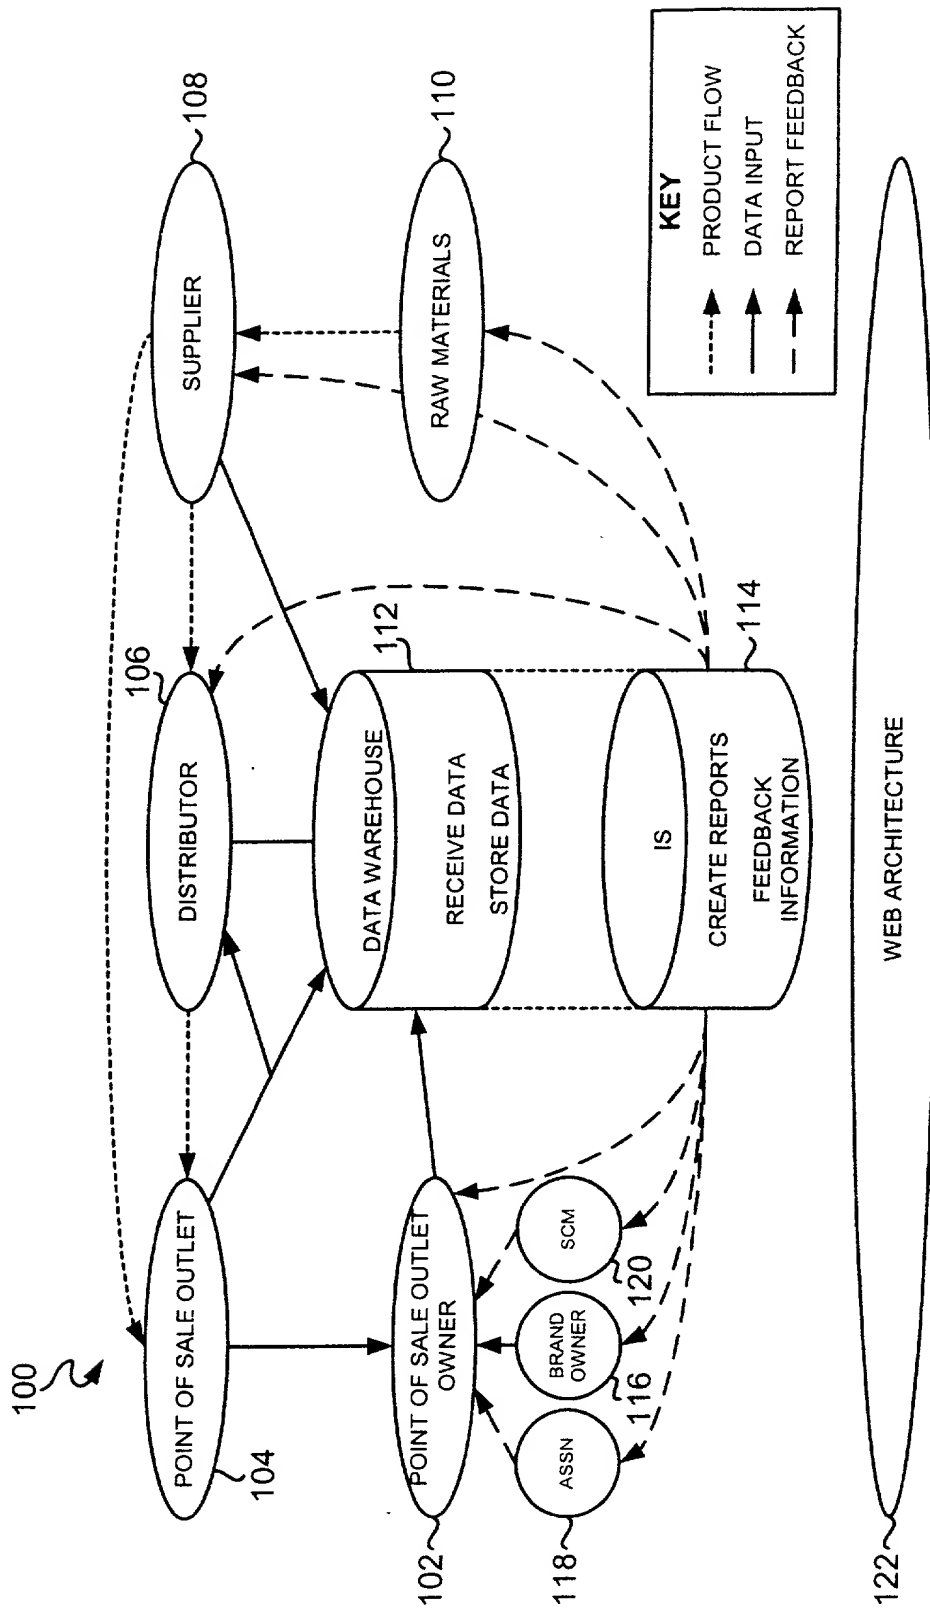 100
104
POINT OF SALE OUTLET
106
DISTRIBUTOR
108
SUPPLIER
102
POINT OF SALE OUTLET
OWNER
112
DATA WAREHOUSE
RECEIVE DATA
STORE DATA
110
RAW MATERIALS
118
ASSN
116
BRAND
OWNER
120
SCM
114
IS
CREATE REPORTS
FEEDBACK
INFORMATION
KEY
PRODUCT FLOW
DATA INPUT
REPORT FEEDBACK
122
WEB ARCHITECTURE